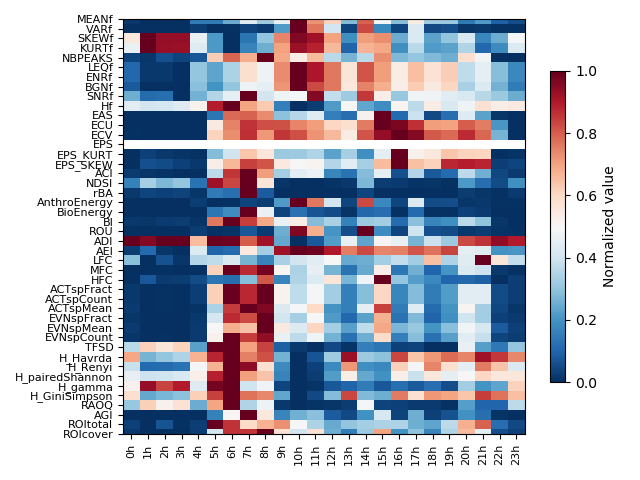 MEANf
VARf
SKEWf
KURTf
NBPEAKS
LEQf
ENRf
BGNf
SNRf
Hf
EAS
ECU
ECV
EPS
EPS_KURT
EPS_SKEW
ACI
NDSI
rBA
AnthroEnergy
BioEnergy
BI
ROU
ADI
AEI
LFC
MFC
HFC
ACTspFract
ACTspCount
ACTspMean
EVNspFract
EVNspMean
EVNspCount
TFSD
H_Havrda
H_Renyi
H_pairedShannon
H_gamma
H_GiniSimpson
RAOQ
AGI
ROItotal
ROIcover
0h 1h 2h 3h 4h 5h 6h 7h 8h 9h 10h 11h 12h 13h 14h 15h 16h 17h 18h 19h 20h 21h 22h 23h
1.0
0.8
0.6
0.4
0.2
0.0
Normalized value